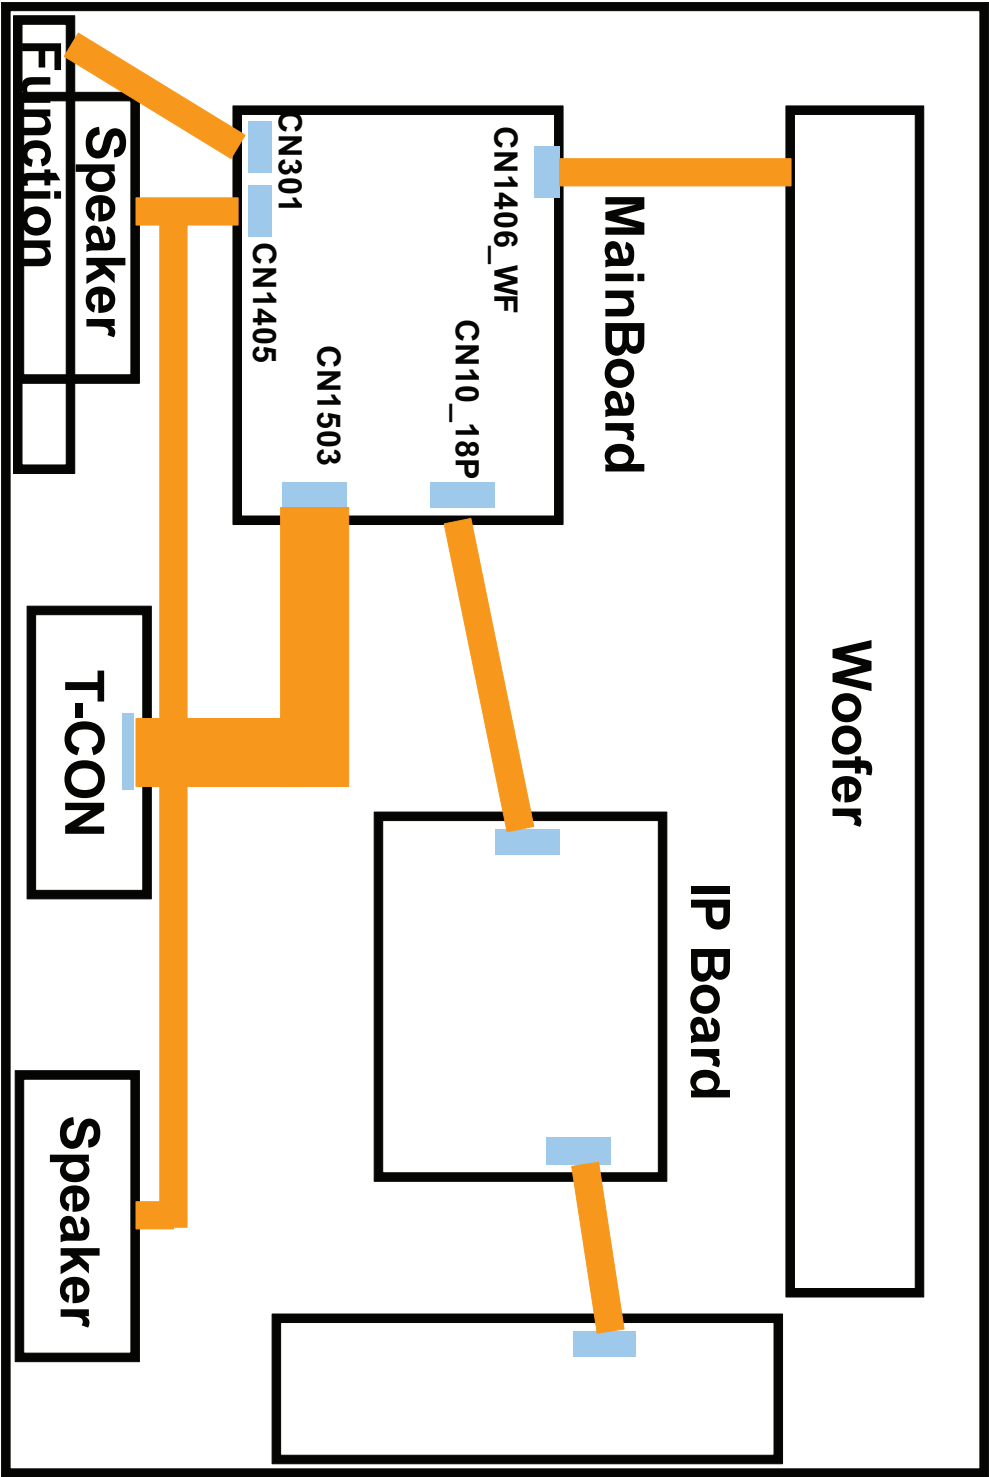 Woofer
MainBoard
CN1406_WF
CN10_18P
IP Board
CN301
CN1405
CN1503
Function
Speaker
T-CON
Speaker